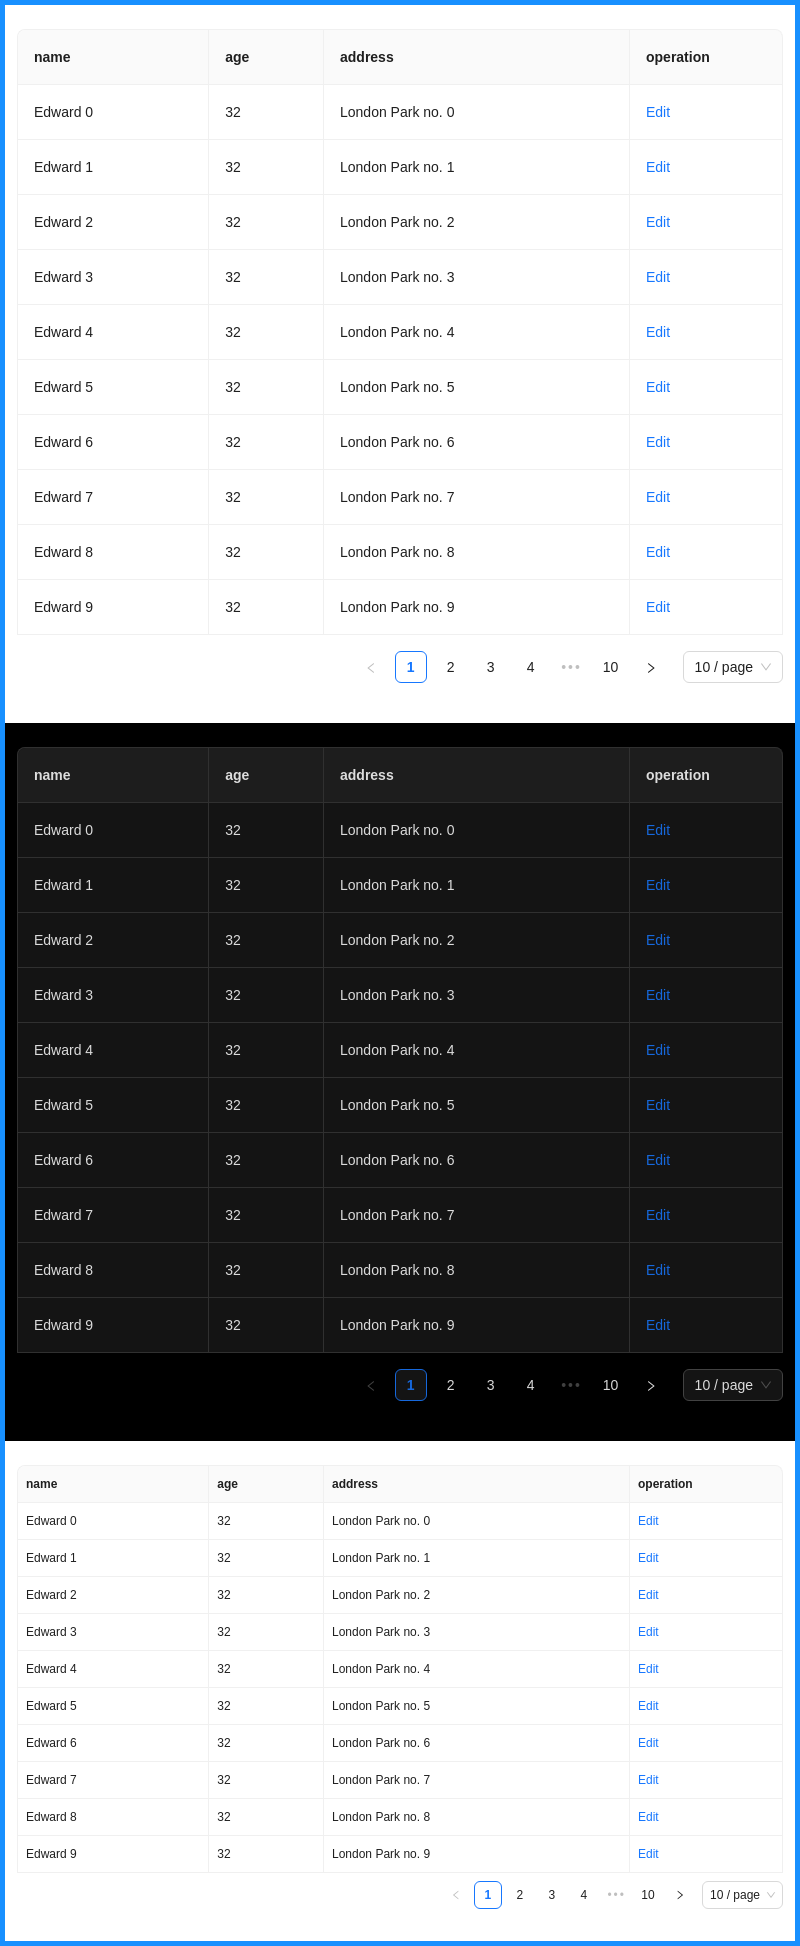 name age address operation
Edward 0 32 London Park no. 0 Edit
Edward 1 32 London Park no. 1 Edit
Edward 2 32 London Park no. 2 Edit
Edward 3 32 London Park no. 3 Edit
Edward 4 32 London Park no. 4 Edit
Edward 5 32 London Park no. 5 Edit
Edward 6 32 London Park no. 6 Edit
Edward 7 32 London Park no. 7 Edit
Edward 8 32 London Park no. 8 Edit
Edward 9 32 London Park no. 9 Edit
1 2 3 4 ••• 10 10 / page
name age address operation
Edward 0 32 London Park no. 0 Edit
Edward 1 32 London Park no. 1 Edit
Edward 2 32 London Park no. 2 Edit
Edward 3 32 London Park no. 3 Edit
Edward 4 32 London Park no. 4 Edit
Edward 5 32 London Park no. 5 Edit
Edward 6 32 London Park no. 6 Edit
Edward 7 32 London Park no. 7 Edit
Edward 8 32 London Park no. 8 Edit
Edward 9 32 London Park no. 9 Edit
1 2 3 4 ••• 10 10 / page
name age address operation
Edward 0 32 London Park no. 0 Edit
Edward 1 32 London Park no. 1 Edit
Edward 2 32 London Park no. 2 Edit
Edward 3 32 London Park no. 3 Edit
Edward 4 32 London Park no. 4 Edit
Edward 5 32 London Park no. 5 Edit
Edward 6 32 London Park no. 6 Edit
Edward 7 32 London Park no. 7 Edit
Edward 8 32 London Park no. 8 Edit
Edward 9 32 London Park no. 9 Edit
1 2 3 4 ••• 10 10 / page